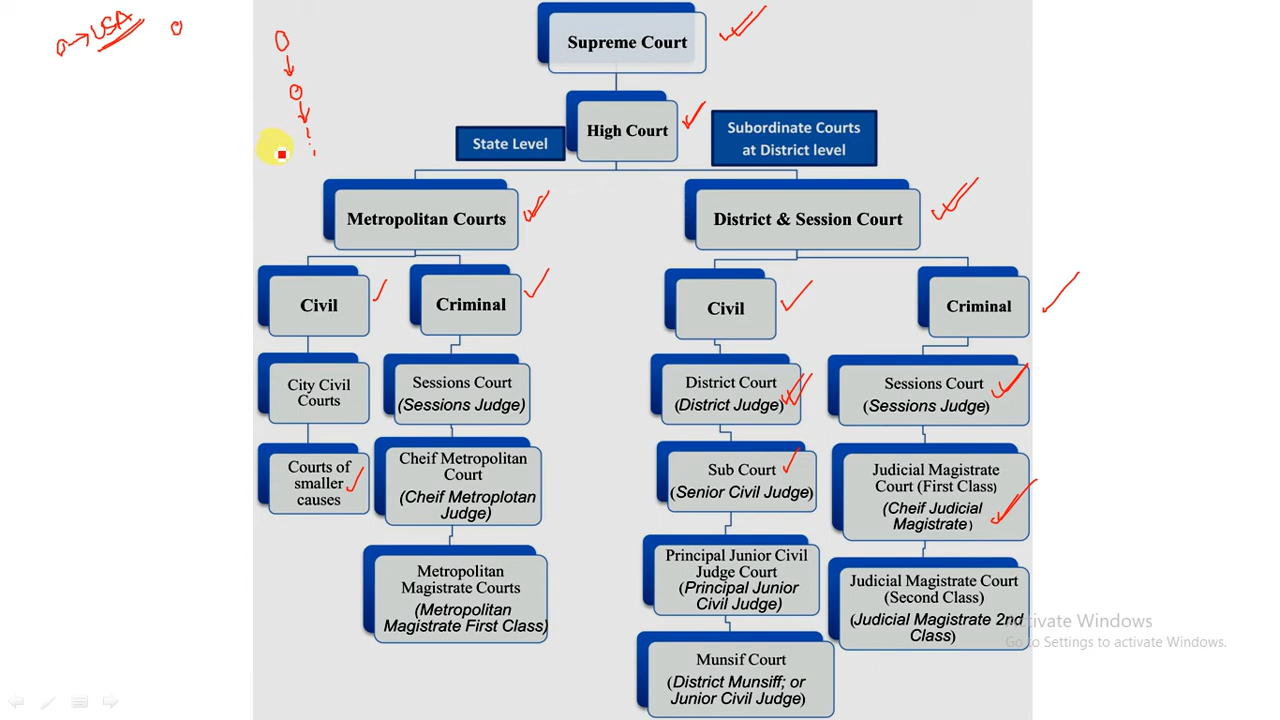 USA
Supreme Court
High Court
State Level
Subordinate Courts
at District level
Metropolitan Courts
District & Session Court
Civil
Criminal
Civil
Criminal
City Civil
Courts
Sessions Court
(Sessions Judge)
District Court
(District Judge)
Sessions Court
(Sessions Judge)
Courts of
smaller
causes
Cheif Metropolitan
Court
(Cheif Metroplotan
Judge)
Sub Court
(Senior Civil Judge)
Judicial Magistrate
Court (First Class)
(Cheif Judicial
Magistrate)
Metropolitan
Magistrate Courts
(Metropolitan
Magistrate First Class)
Principal Junior Civil
Judge Court
(Principal Junior
Civil Judge)
Judicial Magistrate Court
(Second Class)
(Judicial Magistrate 2nd
Class)
Munsif Court
(District Munsiff; or
Junior Civil Judge)
Activate Windows
Go to Settings to activate Windows.